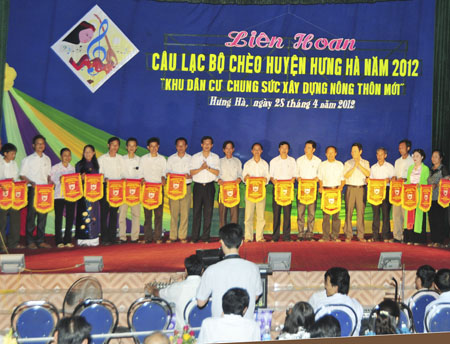 Liên Hoan
CÂU LẠC BỘ CHÈO HUYỆN HƯNG HÀ NĂM 2012
"KHU DÂN CƯ CHUNG SỨC XÂY DỰNG NÔNG THÔN MỚI"
Hưng Hà, ngày 28 tháng 4 năm 2012